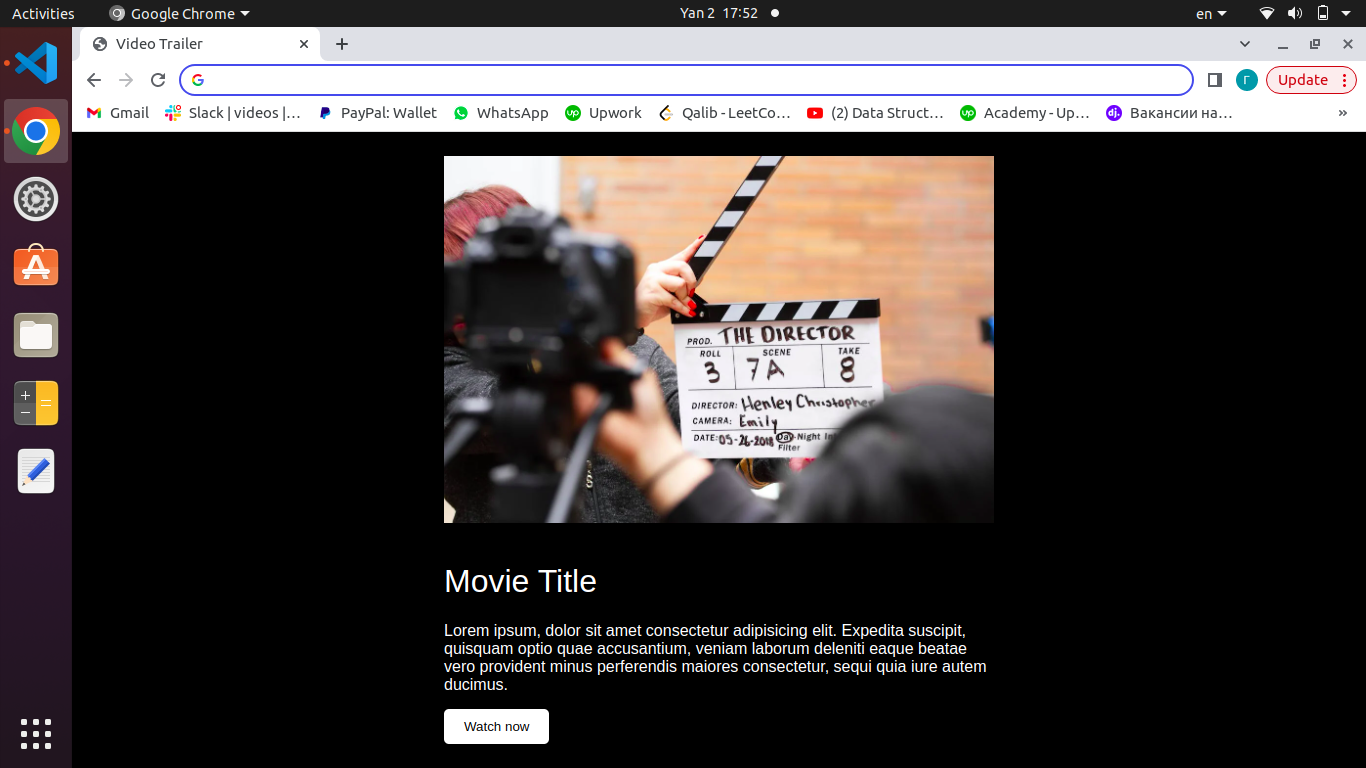 Activities Google Chrome Yan 2 17:52 en
Video Trailer
Update
Gmail Slack | videos |... PayPal: Wallet WhatsApp Upwork Qalib - LeetCo... (2) Data Struct... Academy - Up... Вакансии на... »
PROD. THE DIRECTOR
ROLL SCENE TAKE
3 7A 8
DIRECTOR: Henley Christopher
CAMERA: Emily
DATE: 05-26-2018 Day-Night
Filter
Movie Title
Lorem ipsum, dolor sit amet consectetur adipisicing elit. Expedita suscipit,
quisquam optio quae accusantium, veniam laborum deleniti eaque beatae
vero provident minus perferendis maiores consectetur, sequi quia iure autem
ducimus.
Watch now